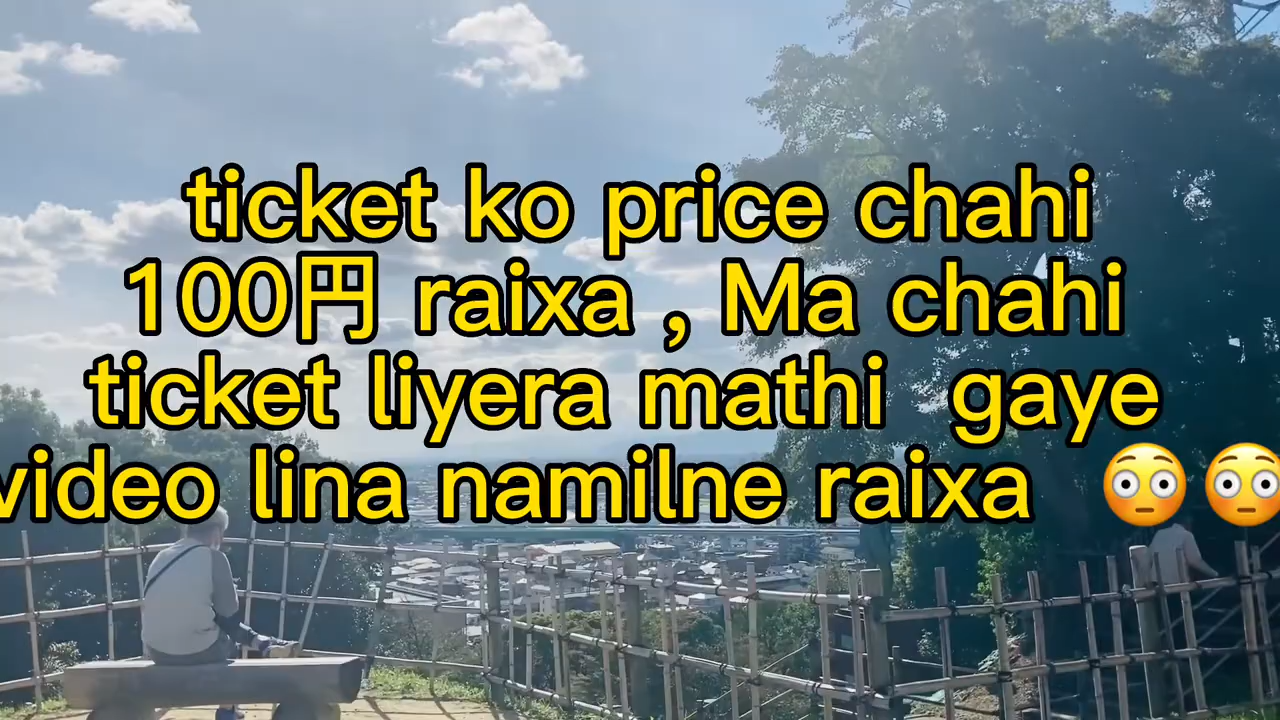 ticket ko price chahi
100円 raixa , Ma chahi
ticket liyera mathi gaye
video lina namilne raixa 😳😳